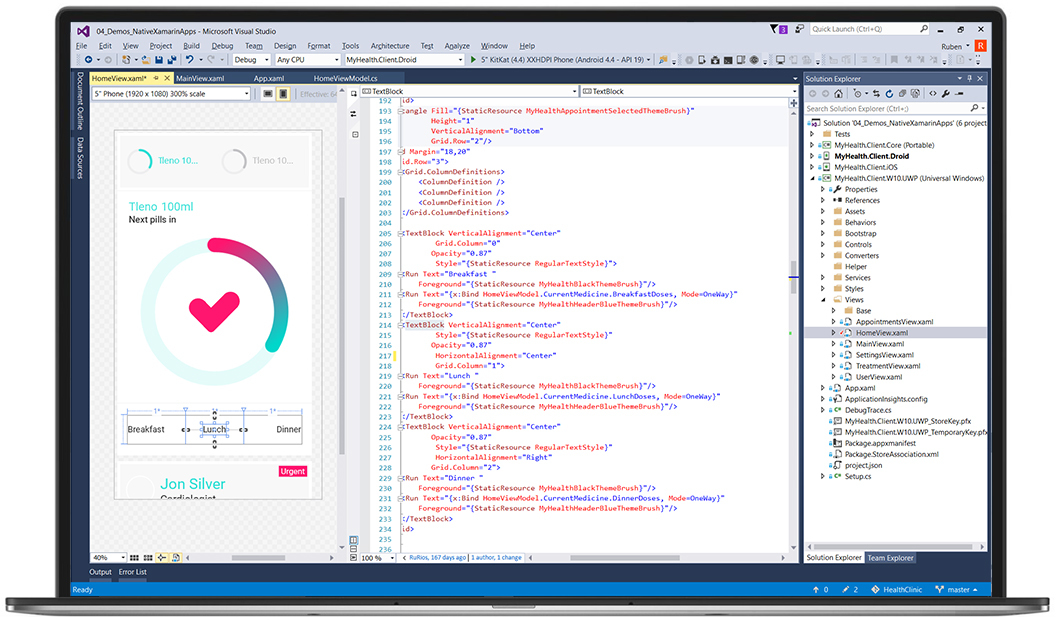 04_Demos_NativeXamarinApps - Microsoft Visual Studio
3
Quick Launch (Ctrl+Q)
File Edit View Project Build Debug Team Design Format Tools Architecture Test Analyze Window Help
Ruben
R
Debug Any CPU MyHealth.Client.Droid 5" KitKat (4.4) XXHDPI Phone (Android 4.4 - API 19)
Document Outline
Data Sources
HomeView.xaml* MainView.xaml App.xaml HomeViewModel.cs
5" Phone (1920 x 1080) 300% scale
Effective: 64
Tleno 10...
Tleno 10...
Tleno 100ml
Next pills in
1*
1*
1*
Breakfast
Lunch
Dinner
Urgent
Jon Silver
Cardiologist
40%
TextBlock
TextBlock
192 id>
193 :angle Fill="{StaticResource MyHealthAppointmentSelectedThemeBrush}"
194 Height="1"
195 VerticalAlignment="Bottom"
196 Grid.Row="2"/>
197 d Margin="18,20"
198 id.Row="3">
199 <Grid.ColumnDefinitions>
200 <ColumnDefinition />
201 <ColumnDefinition />
202 <ColumnDefinition />
203 </Grid.ColumnDefinitions>
204
205 <TextBlock VerticalAlignment="Center"
206 Grid.Column="0"
207 Opacity="0.87"
208 Style="{StaticResource RegularTextStyle}">
209 <Run Text="Breakfast "
210 Foreground="{StaticResource MyHealthBlackThemeBrush}"/>
211 <Run Text="{x:Bind HomeViewModel.CurrentMedicine.BreakfastDoses, Mode=OneWay}"
212 Foreground="{StaticResource MyHealthHeaderBlueThemeBrush}"/>
213 </TextBlock>
214 <TextBlock VerticalAlignment="Center"
215 Style="{StaticResource RegularTextStyle}"
216 Opacity="0.87"
217 HorizontalAlignment="Center"
218 Grid.Column="1">
219 <Run Text="Lunch "
220 Foreground="{StaticResource MyHealthBlackThemeBrush}"/>
221 <Run Text="{x:Bind HomeViewModel.CurrentMedicine.LunchDoses, Mode=OneWay}"
222 Foreground="{StaticResource MyHealthHeaderBlueThemeBrush}"/>
223 </TextBlock>
224 <TextBlock VerticalAlignment="Center"
225 Opacity="0.87"
226 Style="{StaticResource RegularTextStyle}"
227 HorizontalAlignment="Right"
228 Grid.Column="2">
229 <Run Text="Dinner "
230 Foreground="{StaticResource MyHealthBlackThemeBrush}"/>
231 <Run Text="{x:Bind HomeViewModel.CurrentMedicine.DinnerDoses, Mode=OneWay}"
232 Foreground="{StaticResource MyHealthHeaderBlueThemeBrush}"/>
233 </TextBlock>
234 id>
235
236
100 % RuRios, 167 days ago | 1 author, 1 change
Solution Explorer
Search Solution Explorer (Ctrl+;)
Solution '04_Demos_NativeXamarinApps' (6 project
Tests
MyHealth.Client.Core (Portable)
MyHealth.Client.Droid
MyHealth.Client.iOS
MyHealth.Client.W10.UWP (Universal Windows)
Properties
References
Assets
Behaviors
Bootstrap
Controls
Converters
Helper
Services
Styles
Views
Base
AppointmentsView.xaml
HomeView.xaml
MainView.xaml
SettingsView.xaml
TreatmentView.xaml
UserView.xaml
App.xaml
ApplicationInsights.config
DebugTrace.cs
MyHealth.Client.W10.UWP_StoreKey.pfx
MyHealth.Client.W10.UWP_TemporaryKey.pfx
Package.appxmanifest
Package.StoreAssociation.xml
project.json
Setup.cs
Solution Explorer Team Explorer
Output Error List
Ready
0 2 HealthClinic master